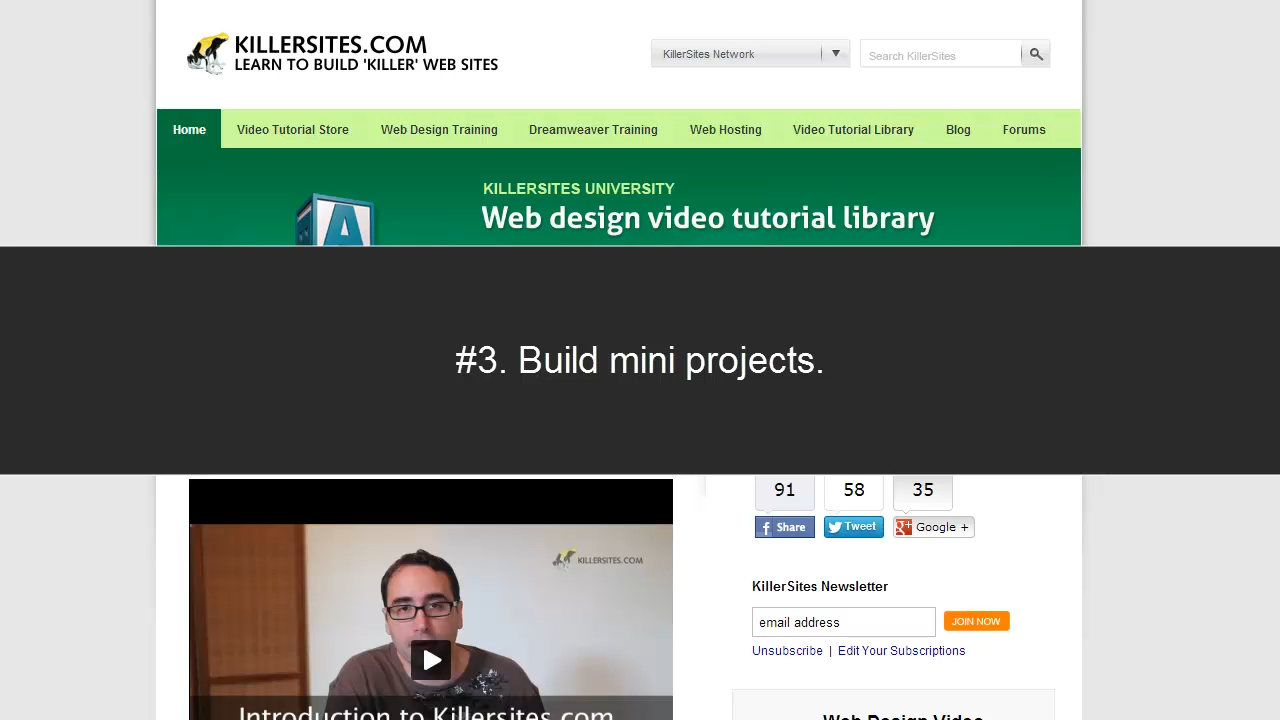 KILLERSITES.COM
LEARN TO BUILD 'KILLER' WEB SITES
KillerSites Network
Search KillerSites
Home Video Tutorial Store Web Design Training Dreamweaver Training Web Hosting Video Tutorial Library Blog Forums
KILLERSITES UNIVERSITY
Web design video tutorial library
A
#3. Build mini projects.
91 58 35
Share Tweet Google +
KILLERSITES.COM
KillerSites Newsletter
email address JOIN NOW
Unsubscribe | Edit Your Subscriptions
Introduction to Killersites.com
Web Design Video